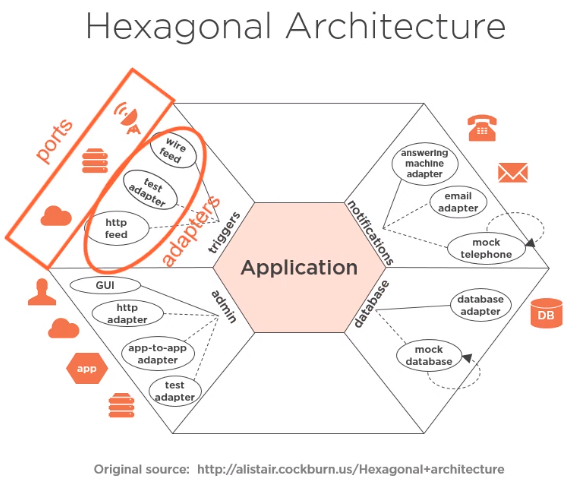 Hexagonal Architecture
ports
adapters
wire
feed
test
adapter
http
feed
triggers
answering
machine
adapter
email
adapter
mock
telephone
notifications
Application
GUI
http
adapter
app-to-app
adapter
test
adapter
admin
app
database
database
adapter
mock
database
DB
Original source: http://alistair.cockburn.us/Hexagonal+architecture